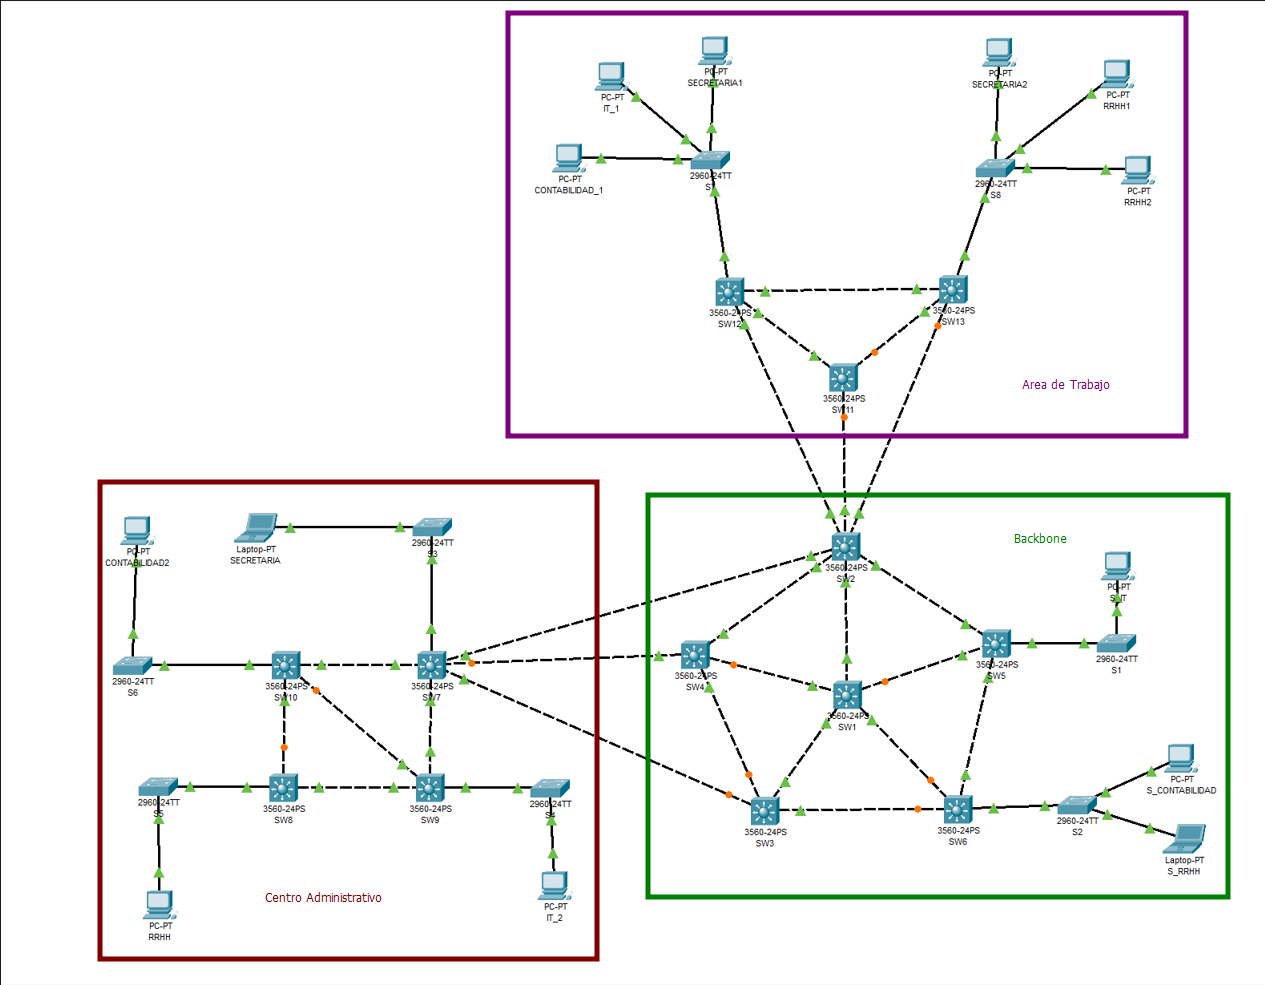 PC-PT
SECRETARIA1
PC-PT
IT_1
PC-PT
CONTABILIDAD_1
2960-24TT
S7
PC-PT
SECRETARIA2
PC-PT
RRHH1
PC-PT
RRHH2
2960-24TT
S8
3560-24PS
SW12
3560-24PS
SW13
3560-24PS
SW11
Area de Trabajo
PC-PT
CONTABILIDAD2
Laptop-PT
SECRETARIA
2960-24TT
S3
2960-24TT
S6
3560-24PS
SW10
3560-24PS
SW7
2960-24TT
S5
3560-24PS
SW8
3560-24PS
SW9
2960-24TT
S4
PC-PT
RRHH
Centro Administrativo
PC-PT
IT_2
Backbone
3560-24PS
SW2
PC-PT
2960-24TT
S1
3560-24PS
SW4
3560-24PS
SW5
3560-24PS
SW1
PC-PT
S_CONTABILIDAD
3560-24PS
SW3
3560-24PS
SW6
2960-24TT
S2
Laptop-PT
S_RRHH